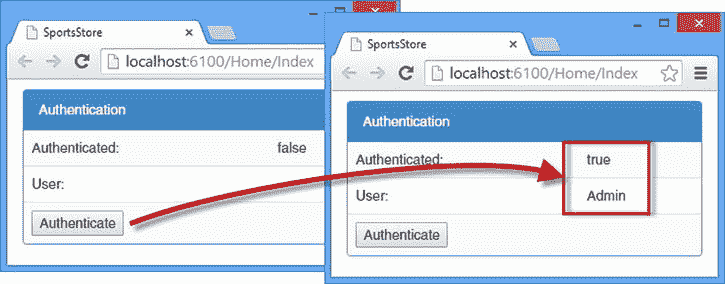 SportsStore
localhost:6100/Home/Index
Authentication
Authenticated: false
User:
Authenticate
SportsStore
localhost:6100/Home/Index
Authentication
Authenticated: true
User: Admin
Authenticate